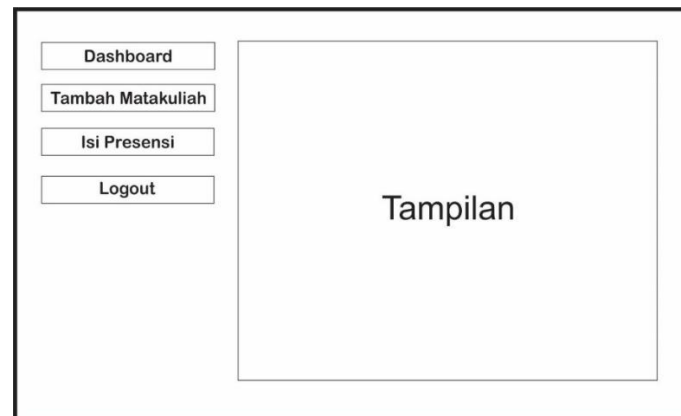 Dashboard
Tambah Matakuliah
Isi Presensi
Logout
Tampilan